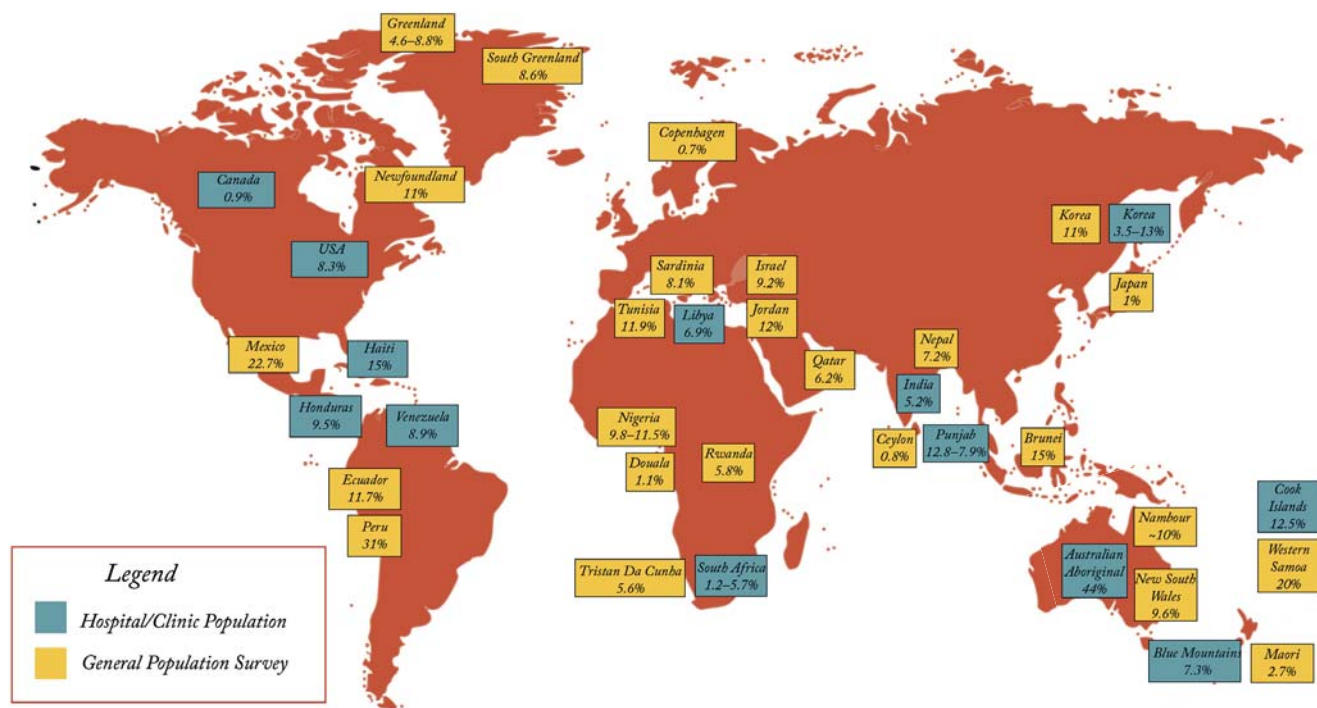 Greenland
4.6–8.8%
South Greenland
8.6%
Copenhagen
0.7%
Canada
0.9%
Newfoundland
11%
Korea
11%
Korea
3.5–13%
USA
8.3%
Sardinia
8.1%
Israel
9.2%
Japan
1%
Tunisia
11.9%
Libya
6.9%
Jordan
12%
Mexico
22.7%
Haiti
15%
Nepal
7.2%
Qatar
6.2%
India
5.2%
Honduras
9.5%
Venezuela
8.9%
Nigeria
9.8–11.5%
Ceylon
0.8%
Punjab
12.8–7.9%
Brunei
15%
Douala
1.1%
Rwanda
5.8%
Ecuador
11.7%
Cook
Islands
12.5%
Peru
31%
Nambour
~10%
Western
Samoa
20%
Tristan Da Cunha
5.6%
South Africa
1.2–5.7%
Australian
Aboriginal
44%
New South
Wales
9.6%
Blue Mountains
7.3%
Maori
2.7%
Legend
Hospital/Clinic Population
General Population Survey